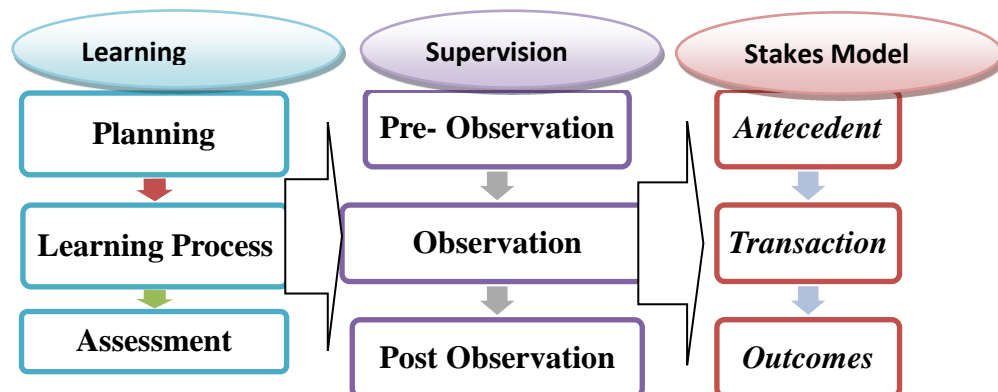 Learning
Planning
Learning Process
Assessment
Supervision
Pre- Observation
Observation
Post Observation
Stakes Model
Antecedent
Transaction
Outcomes